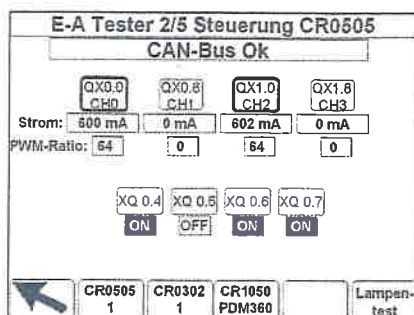 E-A Tester 2/5 Steuerung CR0505
CAN-Bus Ok
QX0.0 QX0.8 QX1.0 QX1.8
CH0 CH1 CH2 CH3
Strom: 600 mA 0 mA 602 mA 0 mA
PWM-Ratio: 64 0 64 0
XQ 0.4 XQ 0.5 XQ 0.6 XQ 0.7
ON OFF ON ON
CR0505 CR0302 CR1050 Lampen-
1 1 PDM360 test